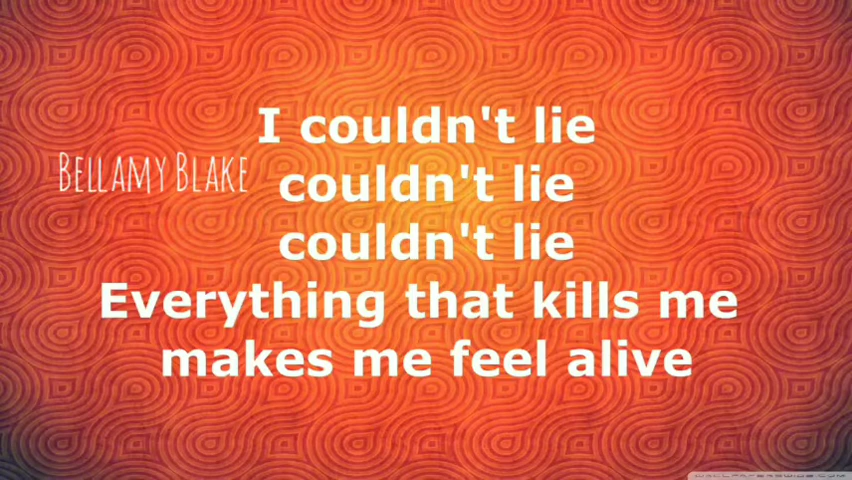 I couldn't lie
Bellamy Blake
couldn't lie
couldn't lie
Everything that kills me
makes me feel alive